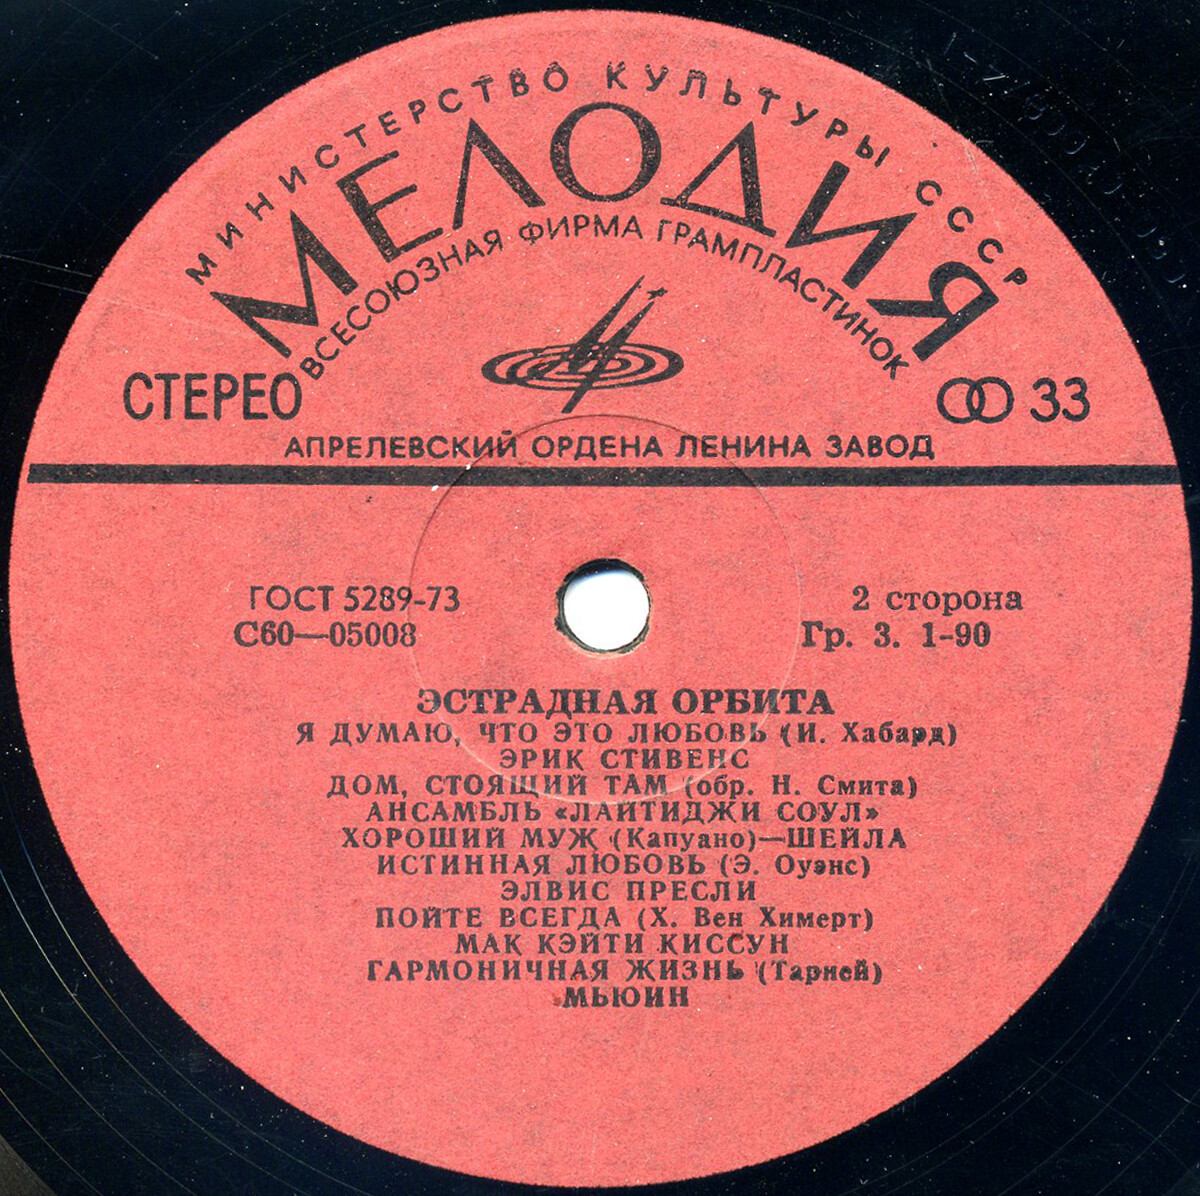 МИНИСТЕРСТВО КУЛЬТУРЫ СССР
МЕЛОДИЯ
ВСЕСОЮЗНАЯ ФИРМА ГРАМПЛАСТИНОК
СТЕРЕО
33
АПРЕЛЕВСКИЙ ОРДЕНА ЛЕНИНА ЗАВОД
ГОСТ 5289-73
2 сторона
С60—05008
Гр. 3. 1-90
ЭСТРАДНАЯ ОРБИТА
Я ДУМАЮ, ЧТО ЭТО ЛЮБОВЬ (И. Хабард)
ЭРИК СТИВЕНС
ДОМ, СТОЯЩИЙ ТАМ (обр. Н. Смита)
АНСАМБЛЬ «ЛАЙТИДЖИ СОУЛ»
ХОРОШИЙ МУЖ (Капуано)—ШЕЙЛА
ИСТИННАЯ ЛЮБОВЬ (Э. Оуэнс)
ЭЛВИС ПРЕСЛИ
ПОЙТЕ ВСЕГДА (Х. Вен Химерт)
МАК КЭЙТИ КИССУН
ГАРМОНИЧНАЯ ЖИЗНЬ (Тарней)
МЬЮИН